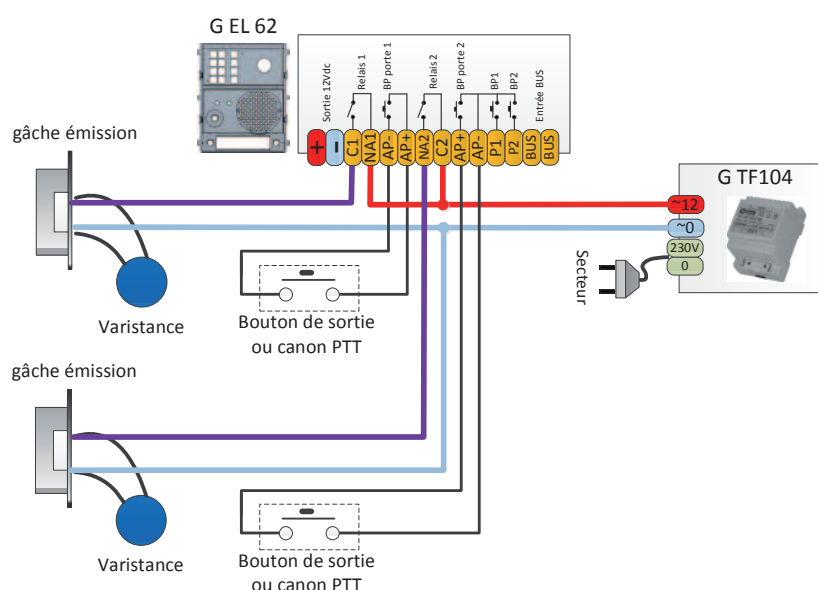 G EL 62
Sortie 12Vdc
Relais 1
BP porte 1
Relais 2
BP porte 2
BP1
BP2
Entrée BUS
+
-
C1
NA1
AP-
AP+
NA2
C2
AP+
AP-
P1
P2
BUS
BUS
gâche émission
Varistance
Bouton de sortie
ou canon PTT
G TF104
~12
~0
230V
0
Secteur
gâche émission
Varistance
Bouton de sortie
ou canon PTT